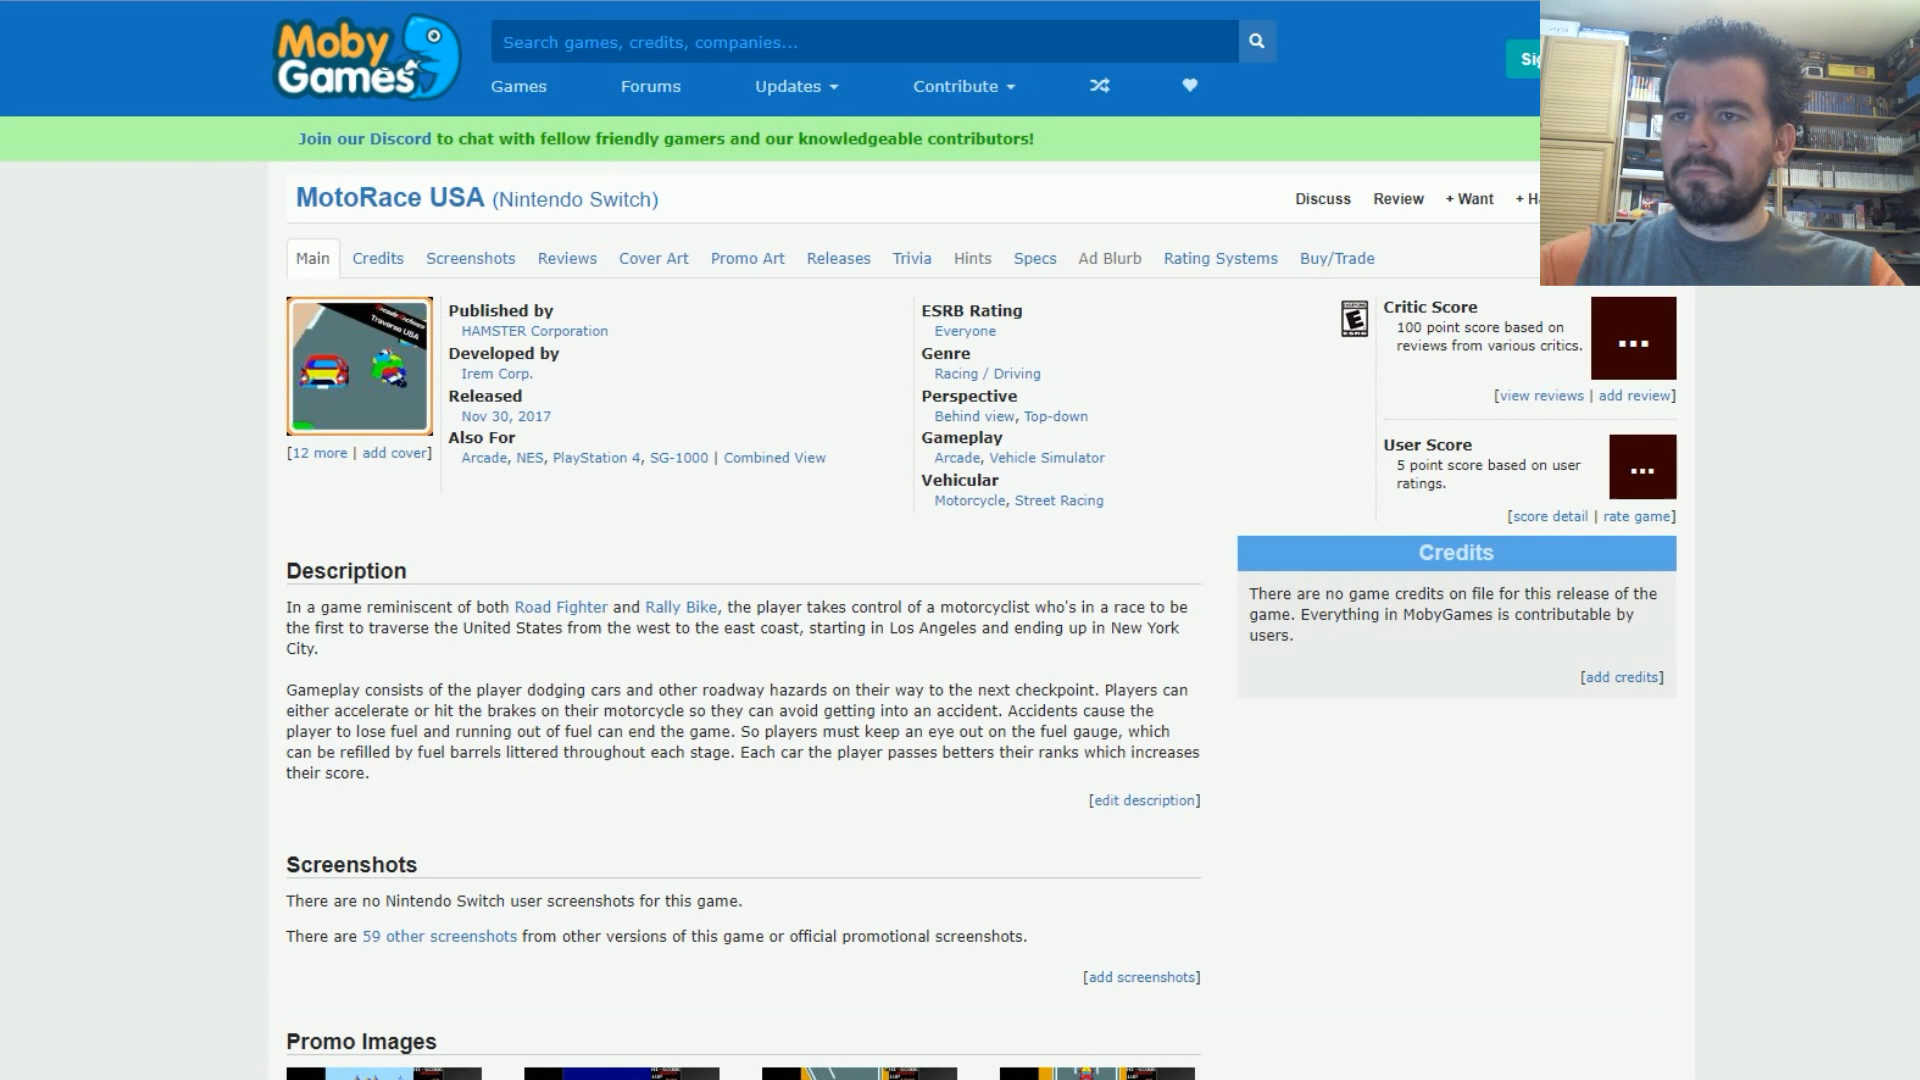 Moby
Games
Search games, credits, companies...
Games Forums Updates Contribute
Join our Discord to chat with fellow friendly gamers and our knowledgeable contributors!
MotoRace USA (Nintendo Switch)
Discuss Review + Want
Main Credits Screenshots Reviews Cover Art Promo Art Releases Trivia Hints Specs Ad Blurb Rating Systems Buy/Trade
Traverse USA
[12 more | add cover]
Published by
HAMSTER Corporation
Developed by
Irem Corp.
Released
Nov 30, 2017
Also For
Arcade, NES, PlayStation 4, SG-1000 | Combined View
ESRB Rating
Everyone
Genre
Racing / Driving
Perspective
Behind view, Top-down
Gameplay
Arcade, Vehicle Simulator
Vehicular
Motorcycle, Street Racing
E
Critic Score
100 point score based on
reviews from various critics.
...
[view reviews | add review]
User Score
5 point score based on user
ratings.
...
[score detail | rate game]
Description
In a game reminiscent of both Road Fighter and Rally Bike, the player takes control of a motorcyclist who's in a race to be
the first to traverse the United States from the west to the east coast, starting in Los Angeles and ending up in New York
City.
Gameplay consists of the player dodging cars and other roadway hazards on their way to the next checkpoint. Players can
either accelerate or hit the brakes on their motorcycle so they can avoid getting into an accident. Accidents cause the
player to lose fuel and running out of fuel can end the game. So players must keep an eye out on the fuel gauge, which
can be refilled by fuel barrels littered throughout each stage. Each car the player passes betters their ranks which increases
their score.
[edit description]
Credits
There are no game credits on file for this release of the
game. Everything in MobyGames is contributable by
users.
[add credits]
Screenshots
There are no Nintendo Switch user screenshots for this game.
There are 59 other screenshots from other versions of this game or official promotional screenshots.
[add screenshots]
Promo Images